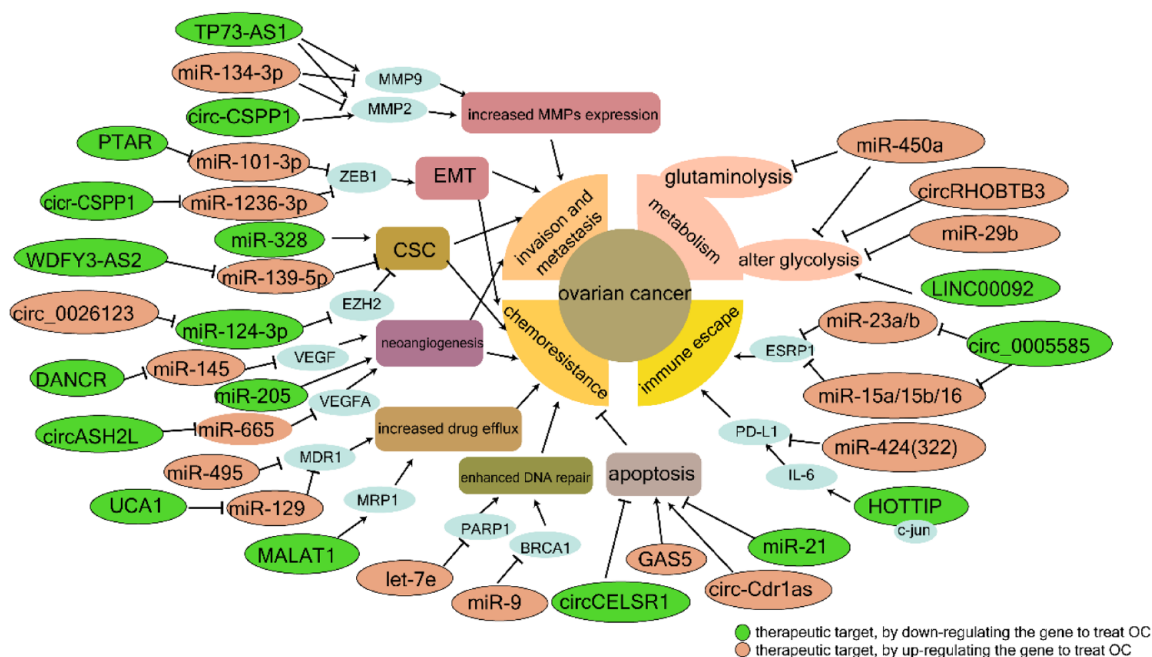 TP73-AS1
miR-134-3p
circ-CSPP1
MMP9
MMP2
increased MMPs expression
PTAR
miR-101-3p
cicr-CSPP1
miR-1236-3p
ZEB1
EMT
miR-328
WDFY3-AS2
miR-139-5p
CSC
circ_0026123
miR-124-3p
EZH2
DANCR
miR-145
VEGF
neoangiogenesis
miR-205
VEGFA
circASH2L
miR-665
miR-495
MDR1
increased drug efflux
UCA1
miR-129
MRP1
MALAT1
enhanced DNA repair
PARP1
BRCA1
let-7e
miR-9
apoptosis
circCELSR1
GAS5
circ-Cdr1as
miR-21
invaison and
metastasis
chemoresistance
ovarian cancer
metabolism
immune escape
glutaminolysis
alter glycolysis
miR-450a
circRHOBTB3
miR-29b
LINC00092
miR-23a/b
circ_0005585
ESRP1
miR-15a/15b/16
PD-L1
miR-424(322)
IL-6
HOTTIP
c-jun
therapeutic target, by down-regulating the gene to treat OC
therapeutic target, by up-regulating the gene to treat OC